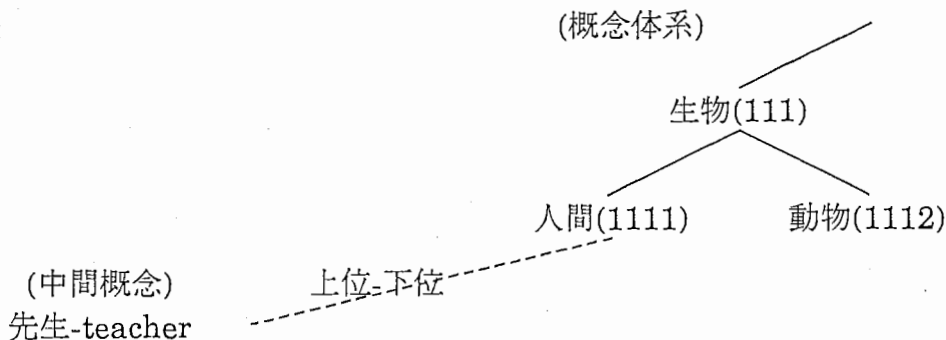 (概念体系)
生物(111)
人間(1111)
動物(1112)
(中間概念)
上位-下位
先生-teacher